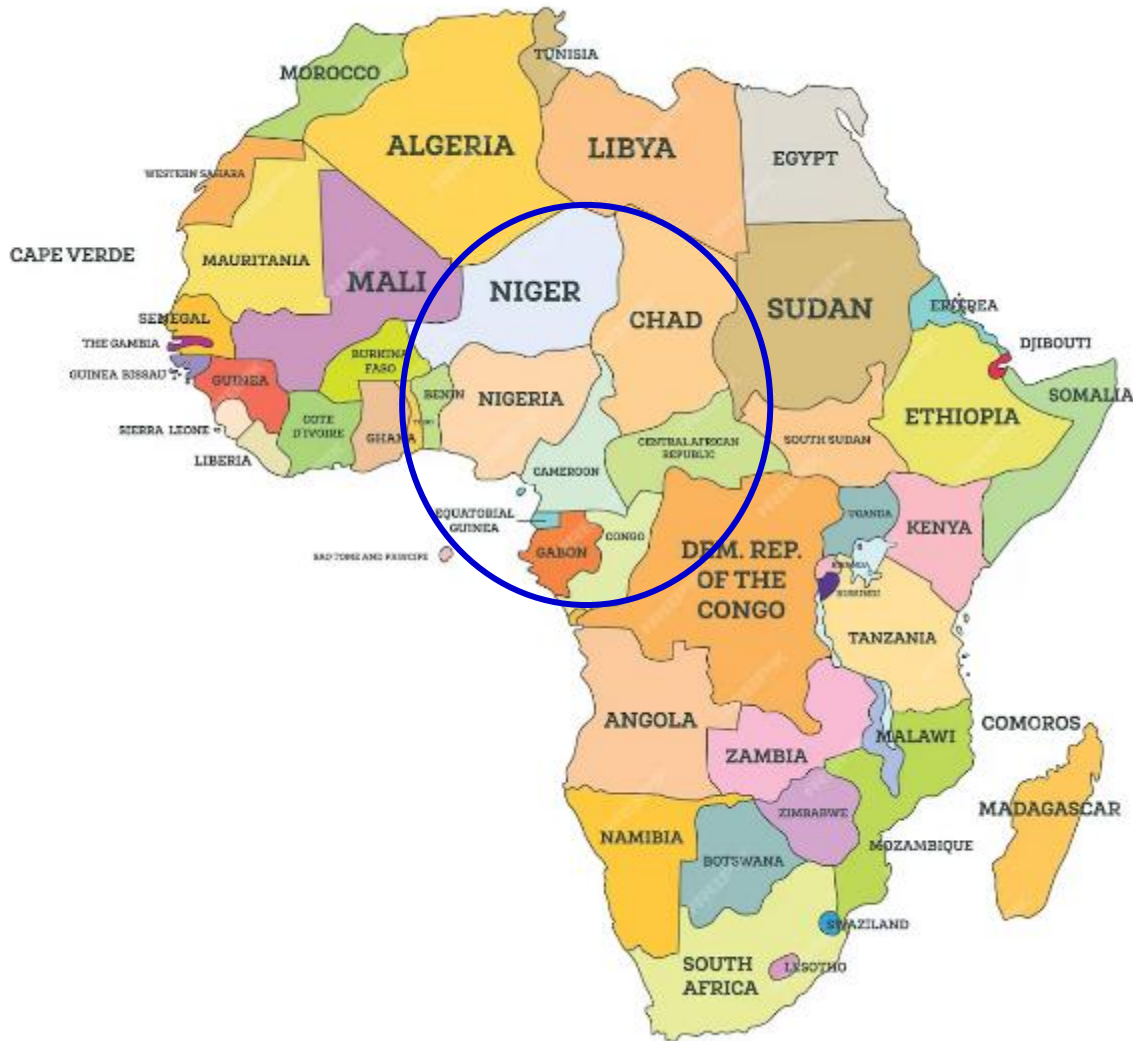 TUNISIA
MOROCCO
ALGERIA
LIBYA
EGYPT
WESTERN SAHARA
CAPE VERDE
MAURITANIA
MALI
NIGER
CHAD
SUDAN
ERITREA
SENEGAL
THE GAMBIA
DJIBOUTI
BURKINA
FASO
GUINEA BISSAU
GUINEA
BENIN
NIGERIA
SOMALIA
ETHIOPIA
COTE
D'IVOIRE
GHANA
TOGO
SIERRA LEONE
LIBERIA
CENTRAL AFRICAN
REPUBLIC
SOUTH SUDAN
CAMEROON
EQUATORIAL
GUINEA
UGANDA
KENYA
SAO TOME AND PRINCIPE
GABON
CONGO
DEM. REP.
OF THE
CONGO
RWANDA
BURUNDI
TANZANIA
ANGOLA
ZAMBIA
MALAWI
COMOROS
MADAGASCAR
NAMIBIA
ZIMBABWE
MOZAMBIQUE
BOTSWANA
SWAZILAND
SOUTH
AFRICA
LESOTHO